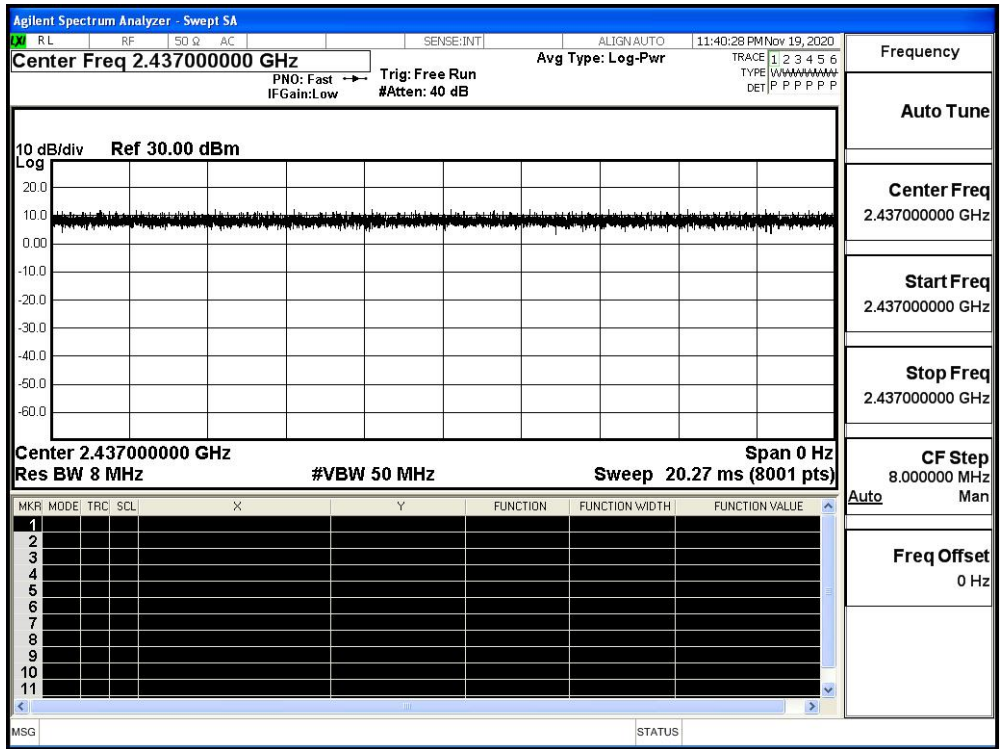 Agilent Spectrum Analyzer - Swept SA
LXI RL RF 50 Ω AC SENSE:INT ALIGN AUTO 11:40:28 PM Nov 19, 2020
Center Freq 2.437000000 GHz
PNO: Fast Trig: Free Run
IFGain:Low #Atten: 40 dB
Avg Type: Log-Pwr
TRACE 1 2 3 4 5 6
TYPE WWWWWW
DET P P P P P P
10 dB/div Ref 30.00 dBm
Log
20.0
10.0
0.00
-10.0
-20.0
-30.0
-40.0
-50.0
-60.0
Center 2.437000000 GHz Span 0 Hz
Res BW 8 MHz #VBW 50 MHz Sweep 20.27 ms (8001 pts)
MKR MODE TRC SCL X Y FUNCTION FUNCTION WIDTH FUNCTION VALUE
1
2
3
4
5
6
7
8
9
10
11
MSG STATUS
Frequency
Auto Tune
Center Freq
2.437000000 GHz
Start Freq
2.437000000 GHz
Stop Freq
2.437000000 GHz
CF Step
8.000000 MHz
Auto Man
Freq Offset
0 Hz